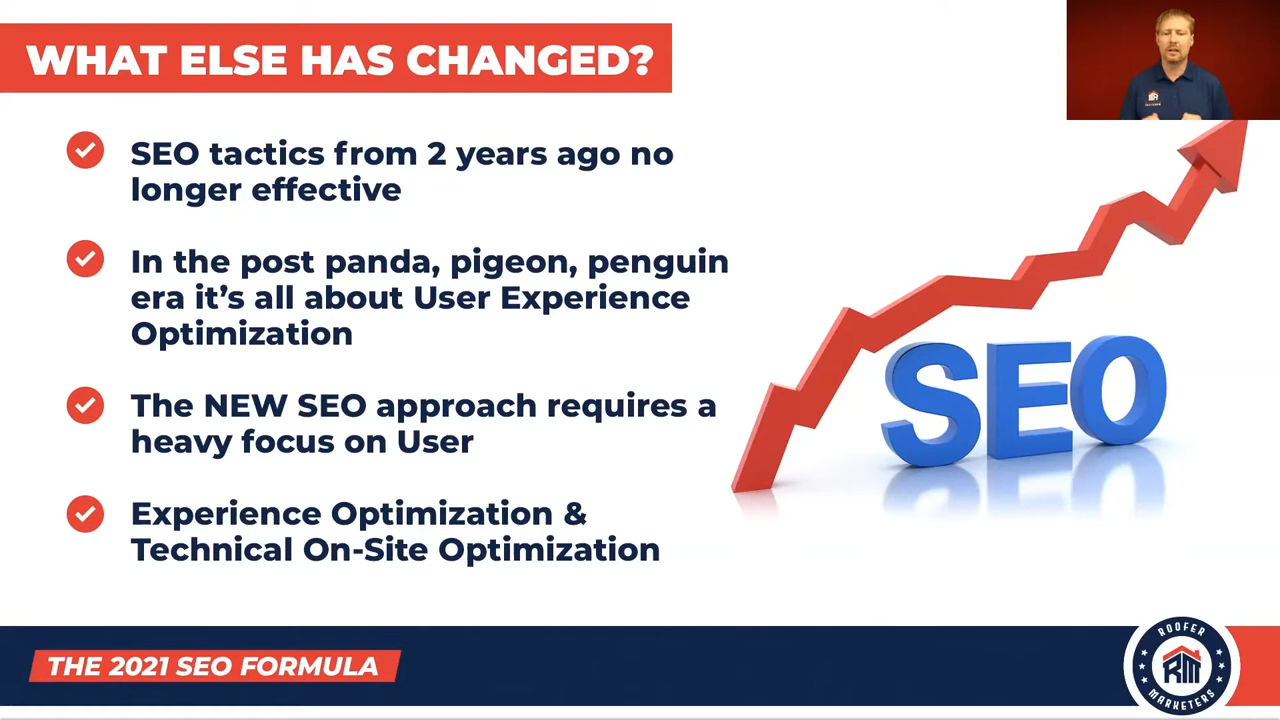 WHAT ELSE HAS CHANGED?
SEO tactics from 2 years ago no
longer effective
In the post panda, pigeon, penguin
era it’s all about User Experience
Optimization
The NEW SEO approach requires a
heavy focus on User
Experience Optimization &
Technical On-Site Optimization
SEO
THE 2021 SEO FORMULA
ROOFER
RM
MARKETERS